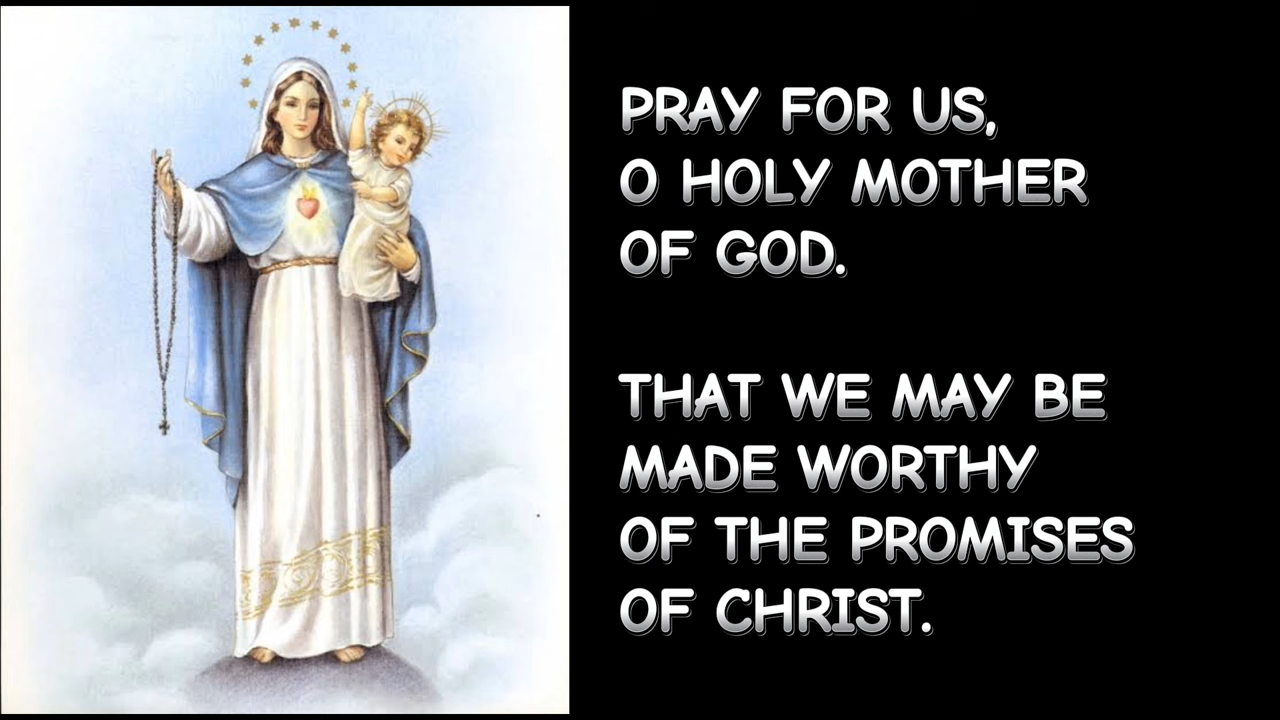 PRAY FOR US,
O HOLY MOTHER
OF GOD.
THAT WE MAY BE
MADE WORTHY
OF THE PROMISES
OF CHRIST.